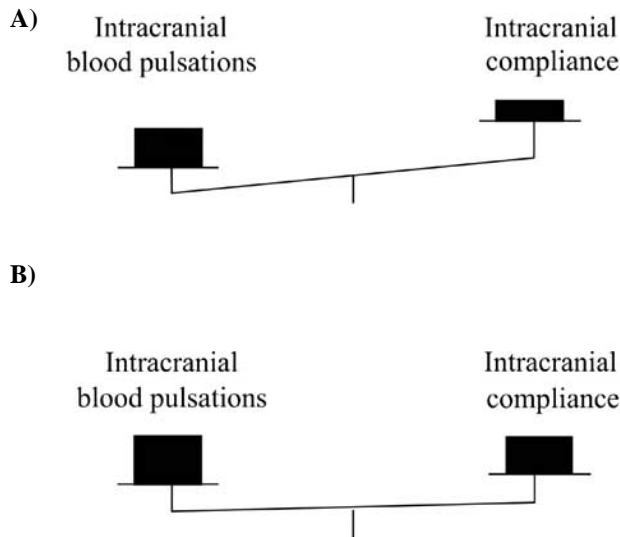 A)
Intracranial
blood pulsations
Intracranial
compliance
B)
Intracranial
blood pulsations
Intracranial
compliance